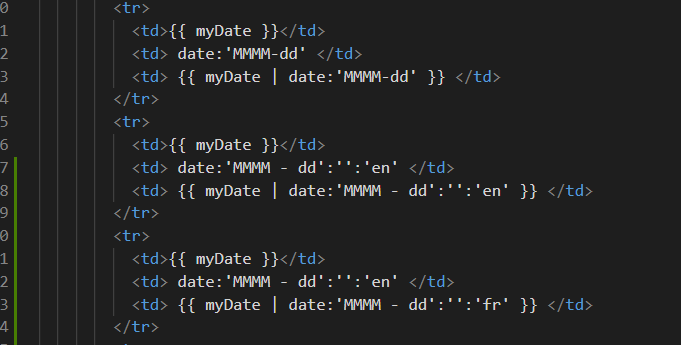 0 <tr>
1 <td>{{ myDate }}</td>
2 <td> date:'MMMM-dd' </td>
3 <td> {{ myDate | date:'MMMM-dd' }} </td>
4 </tr>
5 <tr>
6 <td>{{ myDate }}</td>
7 <td> date:'MMMM - dd':'':'en' </td>
8 <td> {{ myDate | date:'MMMM - dd':'':'en' }} </td>
9 </tr>
0 <tr>
1 <td>{{ myDate }}</td>
2 <td> date:'MMMM - dd':'':'en' </td>
3 <td> {{ myDate | date:'MMMM - dd':'':'fr' }} </td>
4 </tr>